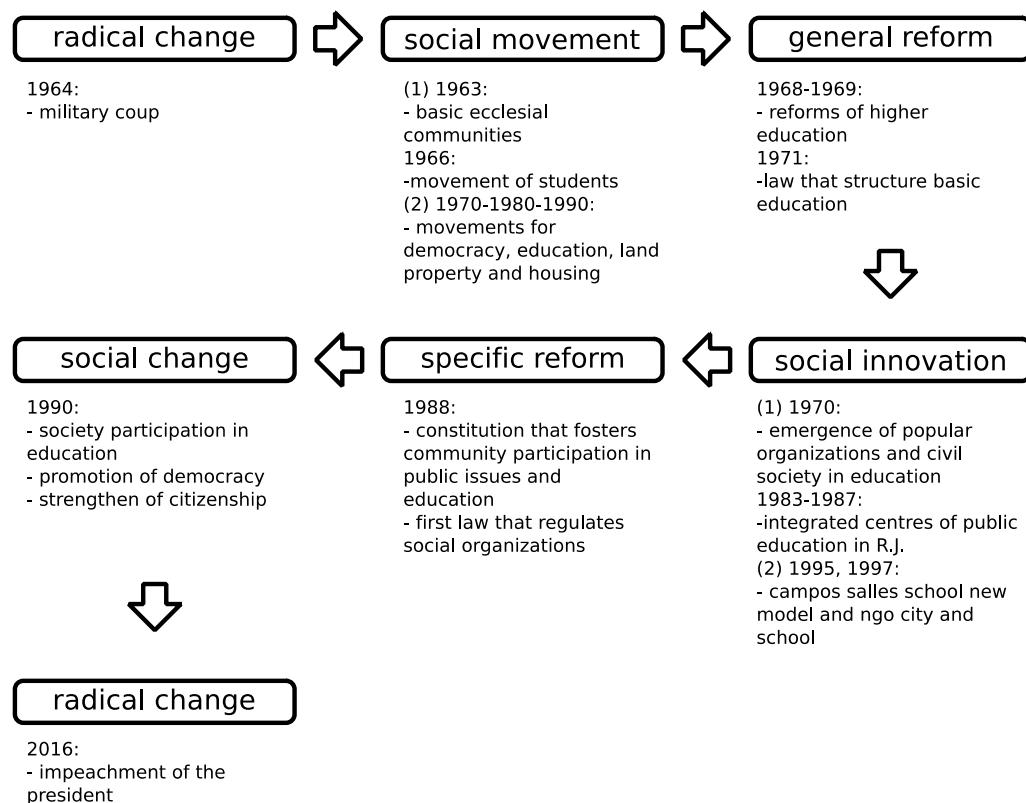 radical change
1964:
- military coup
social movement
(1) 1963:
- basic ecclesial
communities
1966:
-movement of students
(2) 1970-1980-1990:
- movements for
democracy, education, land
property and housing
general reform
1968-1969:
- reforms of higher
education
1971:
-law that structure basic
education
social innovation
(1) 1970:
- emergence of popular
organizations and civil
society in education
1983-1987:
-integrated centres of public
education in R.J.
(2) 1995, 1997:
- campos salles school new
model and ngo city and
school
specific reform
1988:
- constitution that fosters
community participation in
public issues and
education
- first law that regulates
social organizations
social change
1990:
- society participation in
education
- promotion of democracy
- strengthen of citizenship
radical change
2016:
- impeachment of the
president